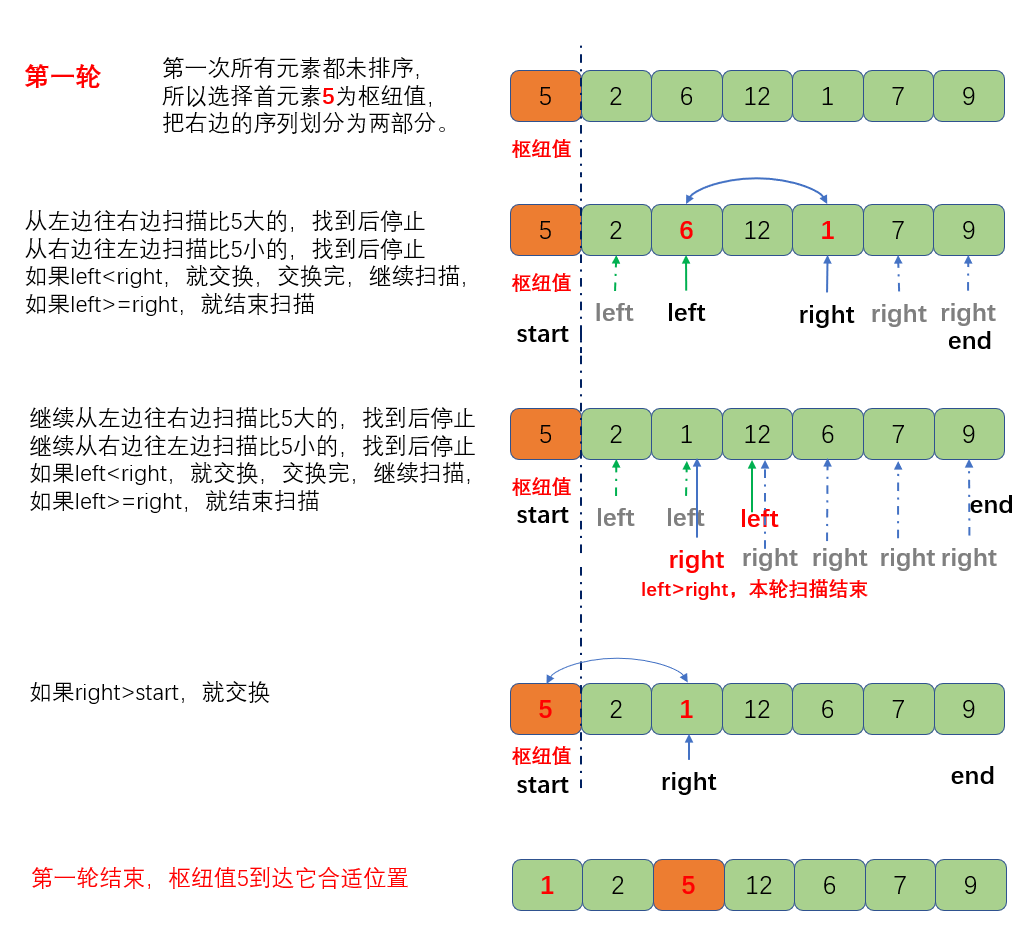 第一轮
第一次所有元素都未排序，
所以选择首元素5为枢纽值，
把右边的序列划分为两部分。
5 2 6 12 1 7 9
枢纽值
从左边往右边扫描比5大的，找到后停止
从右边往左边扫描比5小的，找到后停止
如果left<right，就交换，交换完，继续扫描，
如果left>=right，就结束扫描
5 2 6 12 1 7 9
枢纽值
left left right right right
start end
继续从左边往右边扫描比5大的，找到后停止
继续从右边往左边扫描比5小的，找到后停止
如果left<right，就交换，交换完，继续扫描，
如果left>=right，就结束扫描
5 2 1 12 6 7 9
枢纽值
start left left left end
right right right right right
left>right，本轮扫描结束
如果right>start，就交换
5 2 1 12 6 7 9
枢纽值
start right end
第一轮结束，枢纽值5到达它合适位置
1 2 5 12 6 7 9